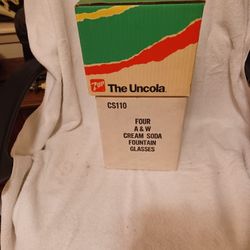 7up The Uncola
CS110
FOUR
A & W
CREAM SODA
FOUNTAIN
GLASSES